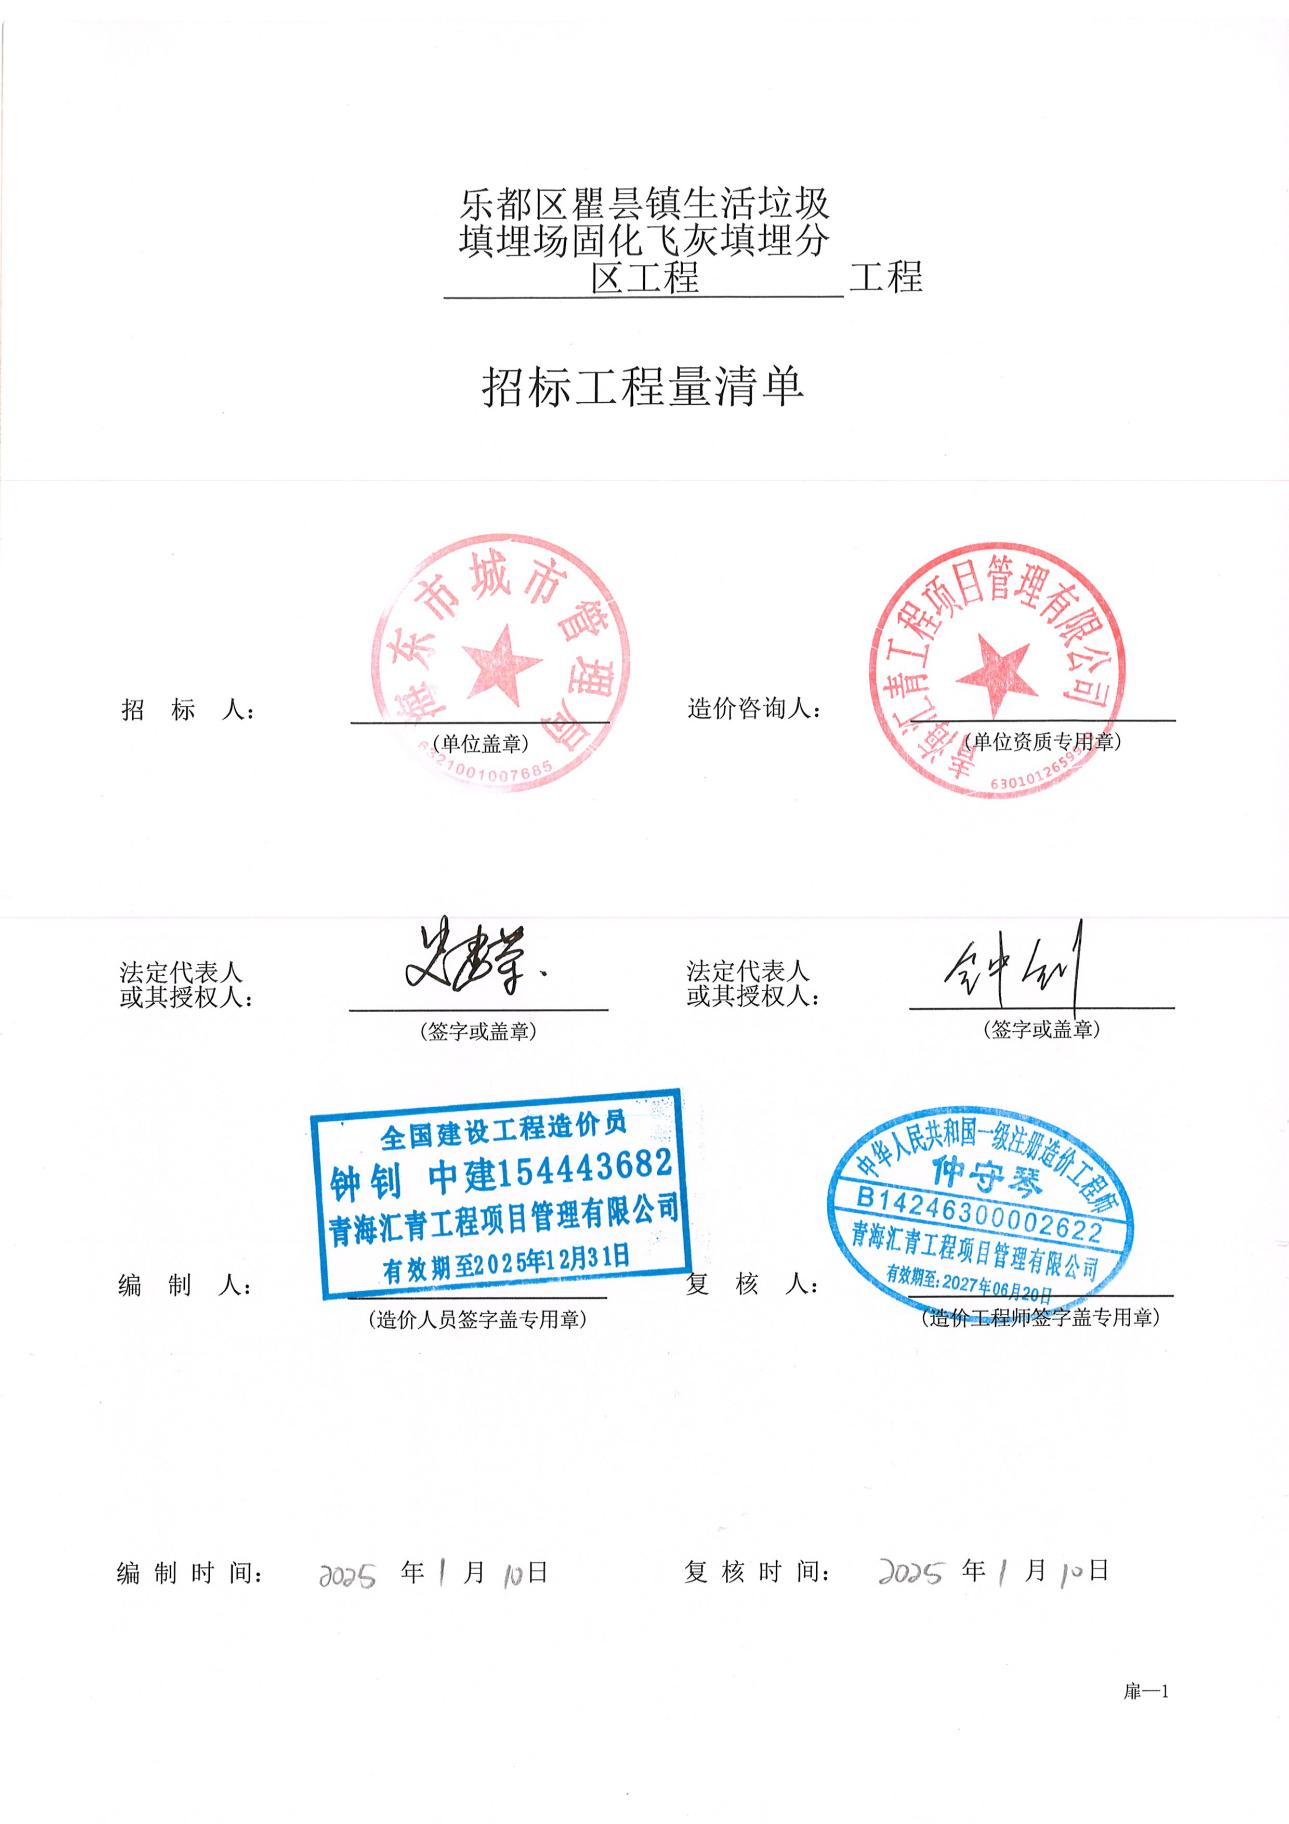 乐都区瞿昙镇生活垃圾
填埋场固化飞灰填埋分
区工程 工程
招标工程量清单
海东市城市管理局
6321001007685
青海汇青工程项目管理有限公司
招 标 人：
造价咨询人：
(单位盖章)
(单位资质专用章)
钟钊
法定代表人
或其授权人：
法定代表人
或其授权人：
(签字或盖章)
(签字或盖章)
全国建设工程造价员
钟钊 中建154443682
青海汇青工程项目管理有限公司
有效期至2025年12月31日
中华人民共和国一级注册造价工程师
仲守琴
B14246300002622
青海汇青工程项目管理有限公司
有效期至：2027年06月20日
编 制 人：
复 核 人：
(造价人员签字盖专用章)
(造价工程师签字盖专用章)
编 制 时 间： 2025 年 1 月 10日
复 核 时 间： 2025 年 1 月 10日
扉—1